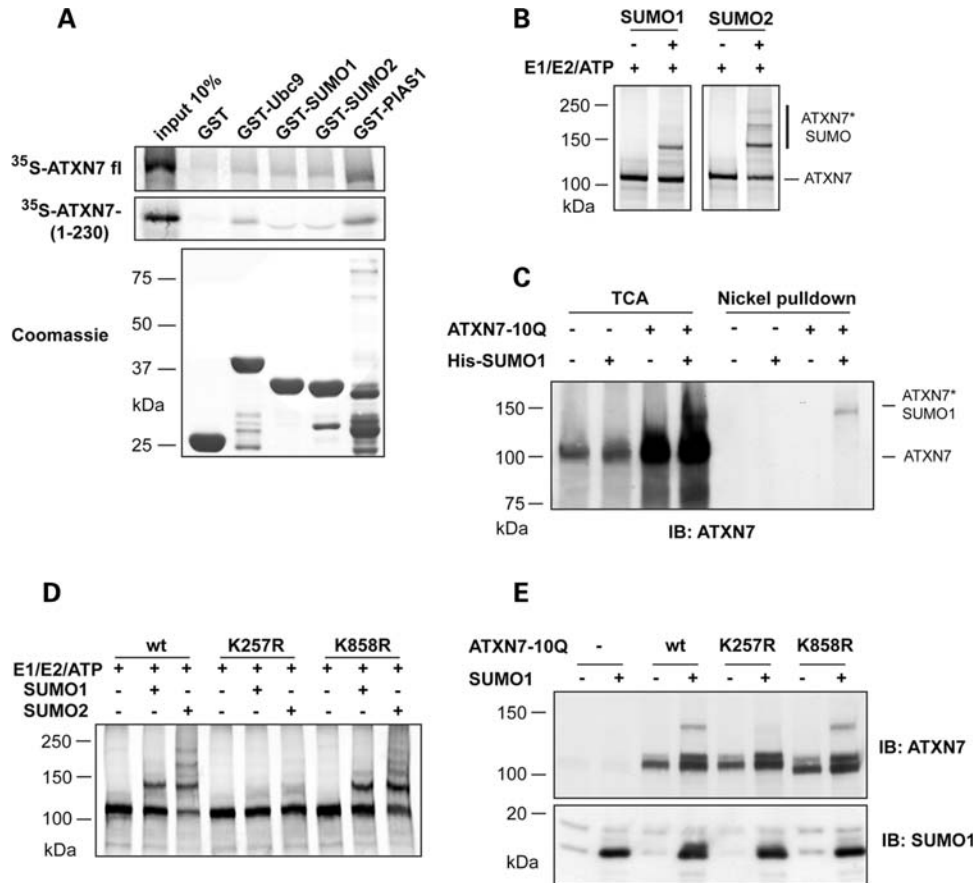 A
input 10%
GST
GST-Ubc9
GST-SUMO1
GST-SUMO2
GST-PIAS1
35S-ATXN7 fl
35S-ATXN7-
(1-230)
Coomassie
75
50
37
kDa
25
B
SUMO1 SUMO2
- + - +
E1/E2/ATP + + + +
250
150
100
kDa
ATXN7*
SUMO
ATXN7
C
TCA Nickel pulldown
ATXN7-10Q - - + + - - + +
His-SUMO1 - + - + - + - +
150
100
75
kDa
ATXN7*
SUMO1
ATXN7
IB: ATXN7
D
wt K257R K858R
E1/E2/ATP + + + + + + + + +
SUMO1 - + - - + - - + -
SUMO2 - - + - - + - - +
250
150
100
kDa
E
ATXN7-10Q - wt K257R K858R
SUMO1 - + - + - + - +
150
100
IB: ATXN7
20
kDa
IB: SUMO1